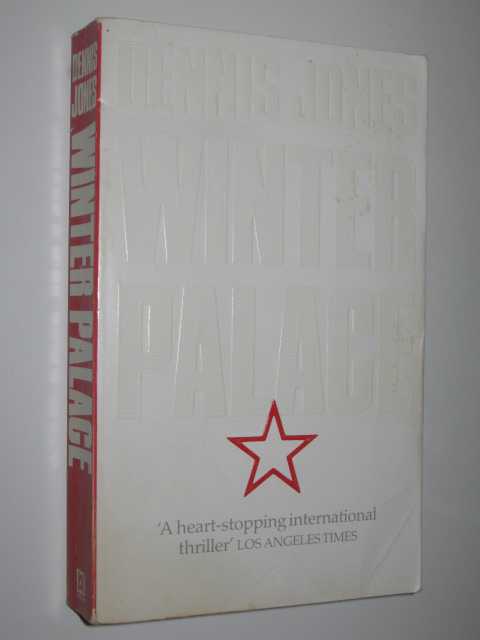 DENNIS JONES
WINTER
PALACE
'A heart-stopping international
thriller' LOS ANGELES TIMES
DENNIS
JONES
WINTER PALACE